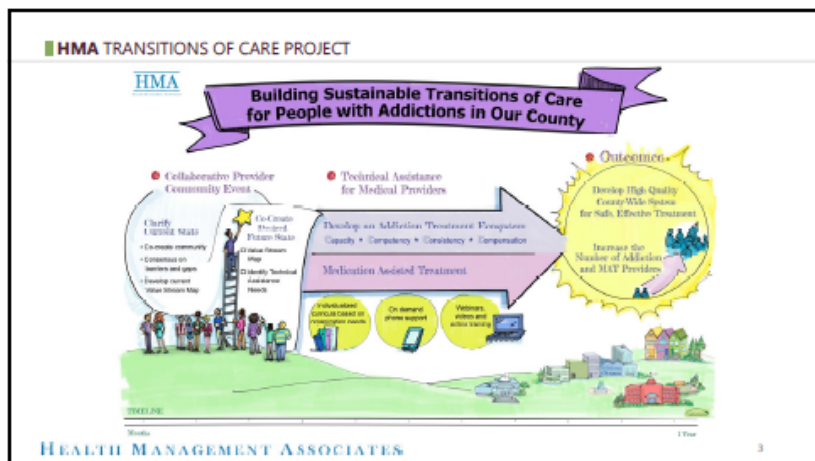 HMA TRANSITIONS OF CARE PROJECT
HMA
Building Sustainable Transitions of Care
for People with Addictions in Our County
Collaborative Provider
Community Event
Technical Assistance
for Medical Providers
Outcomes
Clarify
Current State
• Co-create community
• Consensus on
barriers and gaps
• Develop current
Value Stream Map
Co-Create
Desired
Future State
Value Stream
Map
Identify Technical
Assistance
Needs
Develop an Addiction Treatment Ecosystem
Capacity • Competency • Consistency • Compensation
Medication Assisted Treatment
Individualized
curricula based on
organization needs
On demand
phone support
Webinars,
videos and
online training
Develop High Quality
County-Wide System
for Safe, Effective Treatment
Increase the
Number of Addiction
and MAT Providers
TIMELINE
Months
1 Year
HEALTH MANAGEMENT ASSOCIATES
3